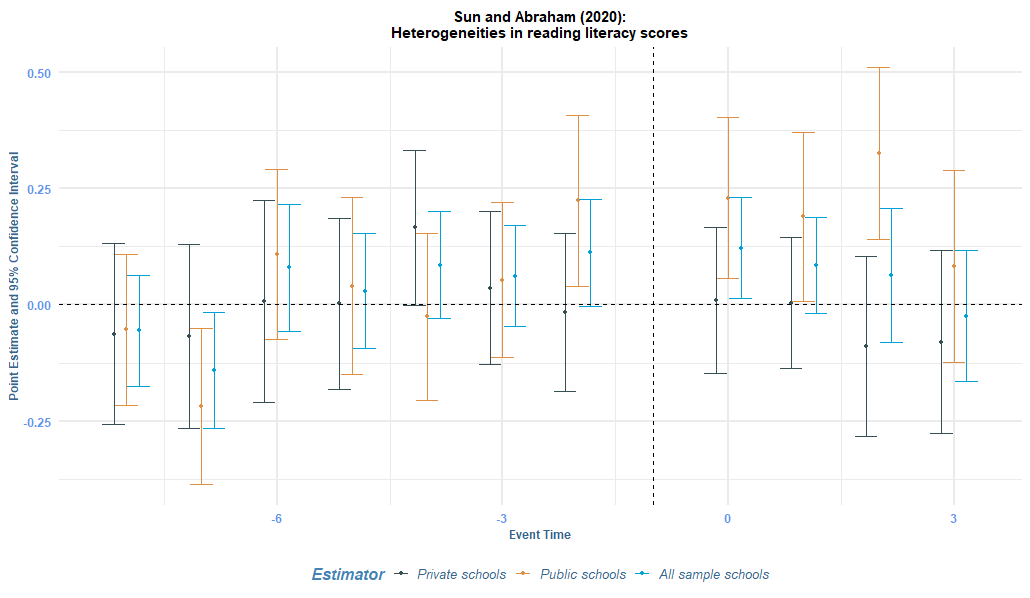 Sun and Abraham (2020):
Heterogeneities in reading literacy scores
Point Estimate and 95% Confidence Interval
0.50
0.25
0.00
-0.25
-6
-3
0
3
Event Time
Estimator Private schools Public schools All sample schools